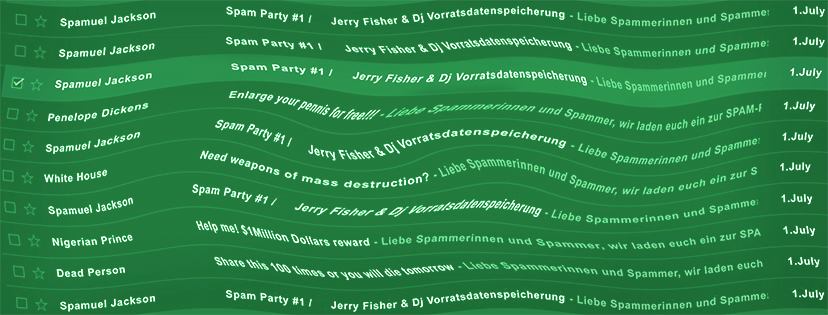 Spamuel Jackson Spam Party #1 / Jerry Fisher & Dj Vorratsdatenspeicherung - Liebe Spammerinnen und Spamme 1.July
Spamuel Jackson Spam Party #1 / Jerry Fisher & Dj Vorratsdatenspeicherung - Liebe Spammerinnen und Spamme 1.July
Spamuel Jackson Spam Party #1 / Jerry Fisher & Dj Vorratsdatenspeicherung - Liebe Spammerinnen und Spammer 1.July
Penelope Dickens Enlarge your pennis for free!!! - Liebe Spammerinnen und Spammer, wir laden euch ein zur SPAM-F 1.July
Spamuel Jackson Spam Party #1 / Jerry Fisher & Dj Vorratsdatenspeicherung - Liebe Spammerinnen und Spamme 1.July
White House Need weapons of mass destruction? - Liebe Spammerinnen und Spammer, wir laden euch ein zur S 1.July
Spamuel Jackson Spam Party #1 / Jerry Fisher & Dj Vorratsdatenspeicherung - Liebe Spammerinnen und Spamme 1.July
Nigerian Prince Help me! $1Million Dollars reward - Liebe Spammerinnen und Spammer, wir laden euch ein zur SPA 1.July
Dead Person Share this 100 times or you will die tomorrow - Liebe Spammerinnen und Spammer, wir laden euch 1.July
Spamuel Jackson Spam Party #1 / Jerry Fisher & Dj Vorratsdatenspeicherung - Liebe Spammerinnen und Spamme 1.July